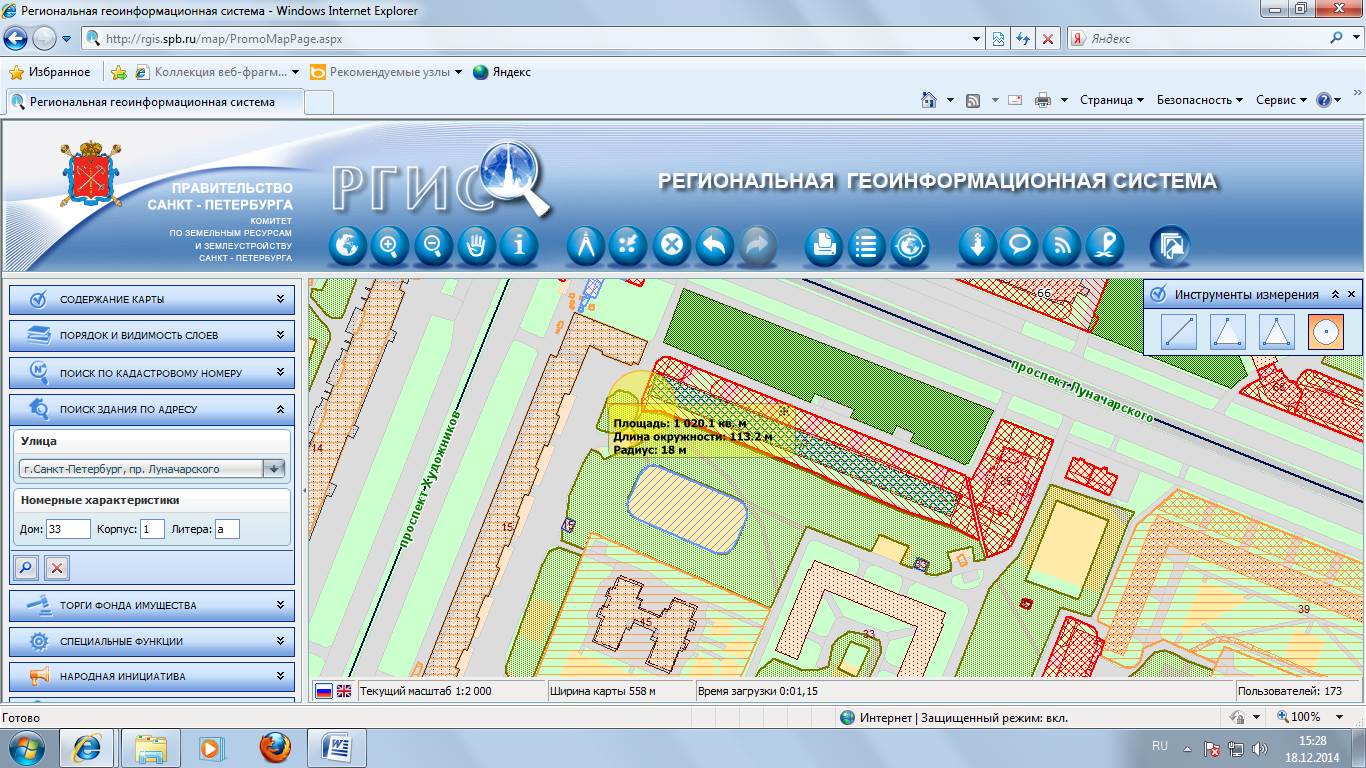 Региональная геоинформационная система - Windows Internet Explorer
http://rgis.spb.ru/map/PromoMapPage.aspx
Яндекс
Избранное
Коллекция веб-фрагм...
Рекомендуемые узлы
Яндекс
Региональная геоинформационная система
Страница
Безопасность
Сервис
ПРАВИТЕЛЬСТВО
САНКТ - ПЕТЕРБУРГА
КОМИТЕТ
ПО ЗЕМЕЛЬНЫМ РЕСУРСАМ
И ЗЕМЛЕУСТРОЙСТВУ
САНКТ - ПЕТЕРБУРГА
РГИС
РЕГИОНАЛЬНАЯ ГЕОИНФОРМАЦИОННАЯ СИСТЕМА
СОДЕРЖАНИЕ КАРТЫ
ПОРЯДОК И ВИДИМОСТЬ СЛОЕВ
ПОИСК ПО КАДАСТРОВОМУ НОМЕРУ
ПОИСК ЗДАНИЯ ПО АДРЕСУ
Улица
г.Санкт-Петербург, пр. Луначарского
Номерные характеристики
Дом: 33 Корпус: 1 Литера: а
ТОРГИ ФОНДА ИМУЩЕСТВА
СПЕЦИАЛЬНЫЕ ФУНКЦИИ
НАРОДНАЯ ИНИЦИАТИВА
Инструменты измерения
66
проспект Луначарского
68
Площадь: 1 020.1 кв. м
Длина окружности: 113.2 м
Радиус: 18 м
проспект Художников
14
15
15
45
33
39
Текущий масштаб 1:2 000
Ширина карты 558 м
Время загрузки 0:01,15
Пользователей: 173
Готово
Интернет | Защищенный режим: вкл.
100%
RU
15:28
18.12.2014